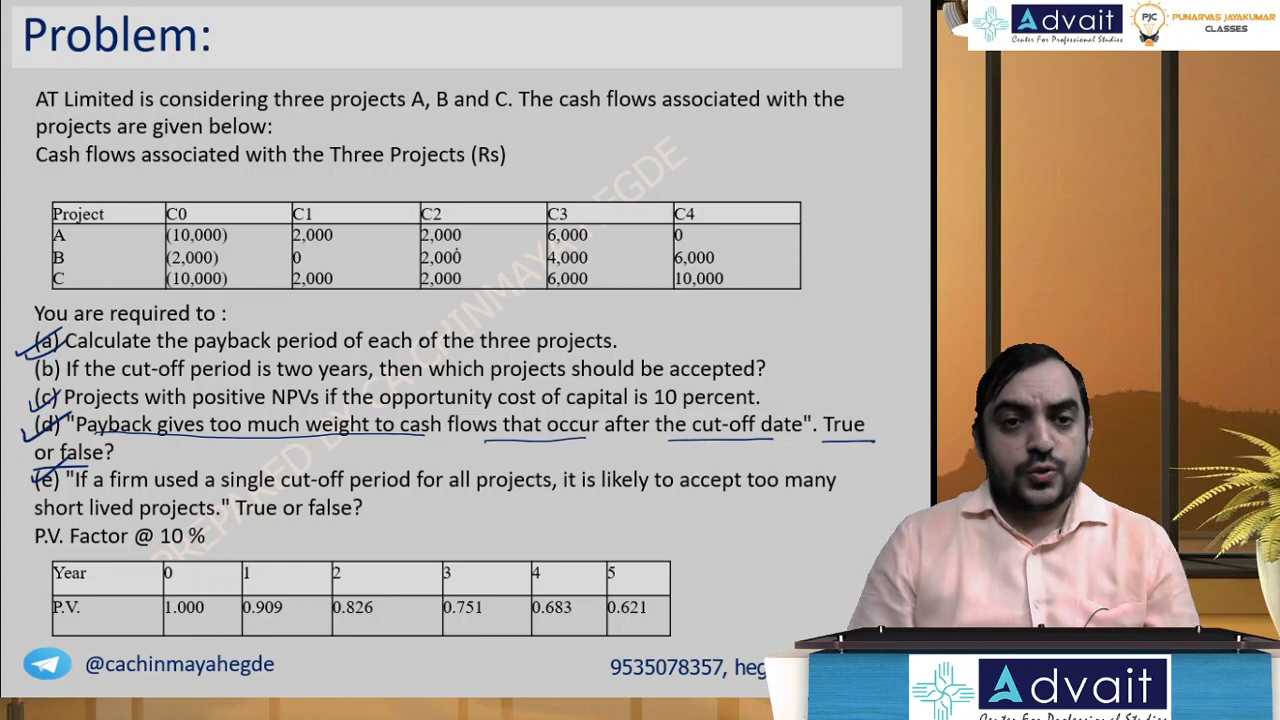 Problem:
Advait
Center For Professional Studies
PJC
PUNARVAS JAYAKUMAR
CLASSES
AT Limited is considering three projects A, B and C. The cash flows associated with the
projects are given below:
Cash flows associated with the Three Projects (Rs)
Project C0 C1 C2 C3 C4
A (10,000) 2,000 2,000 6,000 0
B (2,000) 0 2,000 4,000 6,000
C (10,000) 2,000 2,000 6,000 10,000
You are required to :
(a) Calculate the payback period of each of the three projects.
(b) If the cut-off period is two years, then which projects should be accepted?
(c) Projects with positive NPVs if the opportunity cost of capital is 10 percent.
(d) "Payback gives too much weight to cash flows that occur after the cut-off date". True
or false?
(e) "If a firm used a single cut-off period for all projects, it is likely to accept too many
short lived projects." True or false?
P.V. Factor @ 10 %
Year 0 1 2 3 4 5
P.V. 1.000 0.909 0.826 0.751 0.683 0.621
@cachinmayahegde
9535078357, heg
Advait